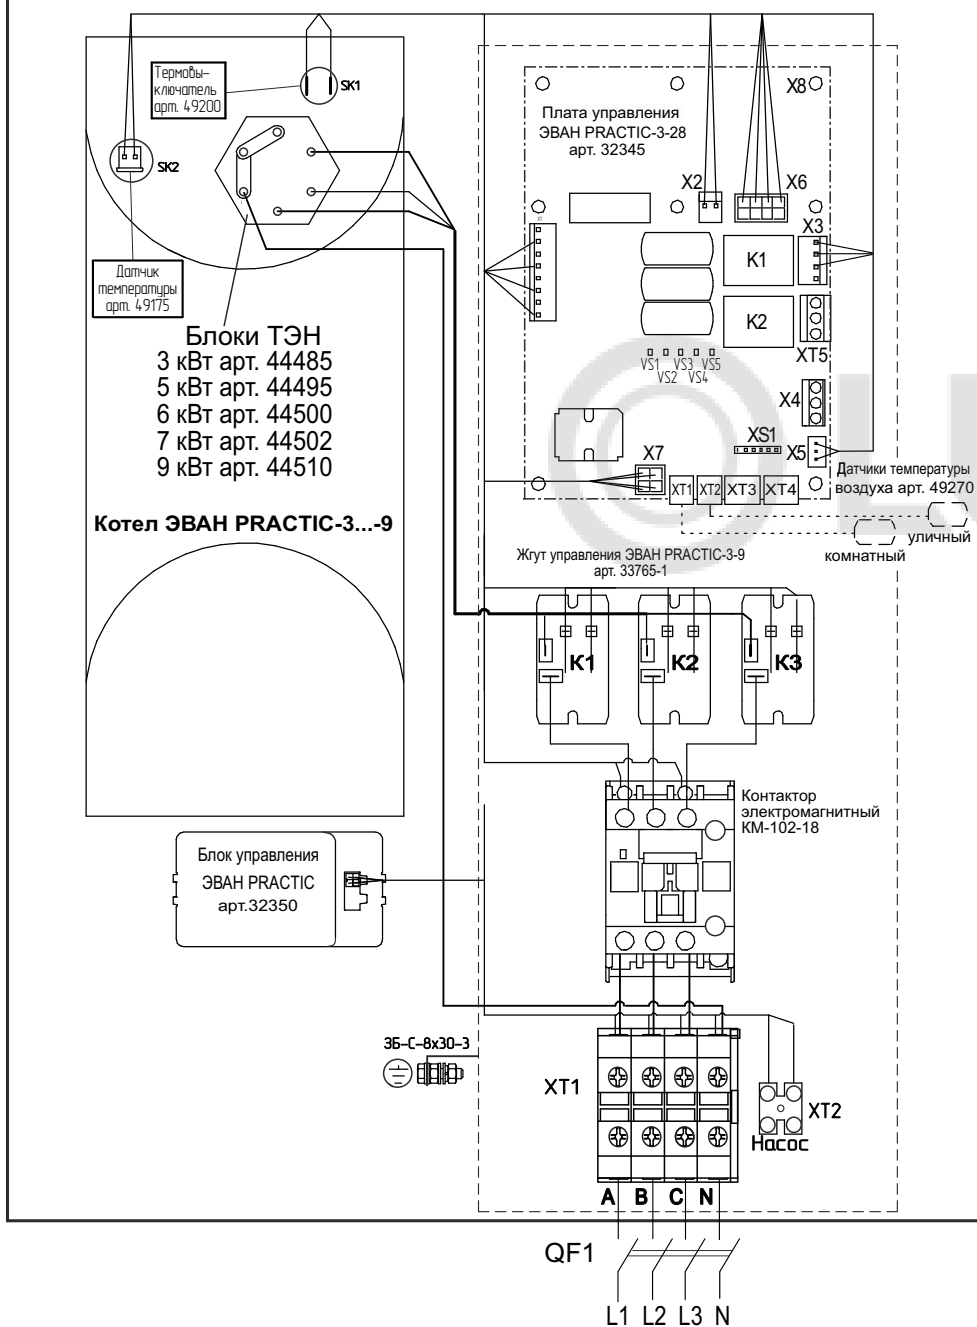 Термовы-
ключатель
арт. 49200
SK1
SK2
Датчик
температуры
арт. 49175
Блоки ТЭН
3 кВт арт. 44485
5 кВт арт. 44495
6 кВт арт. 44500
7 кВт арт. 44502
9 кВт арт. 44510
Котел ЭВАН PRACTIC-3...-9
X8
Плата управления
ЭВАН PRACTIC-3-28
арт. 32345
X2
X6
X3
K1
K2
XT5
VS1 VS3 VS5
VS2 VS4
X4
XS1
X5
X7
XT1 XT2 XT3 XT4
Датчики температуры
воздуха арт. 49270
уличный
комнатный
Жгут управления ЭВАН PRACTIC-3-9
арт. 33765-1
K1 K2 K3
Контактор
электромагнитный
КМ-102-18
Блок управления
ЭВАН PRACTIC
арт.32350
ЗБ-С-8х30-3
XT1
XT2
Насос
A B C N
QF1
L1 L2 L3 N